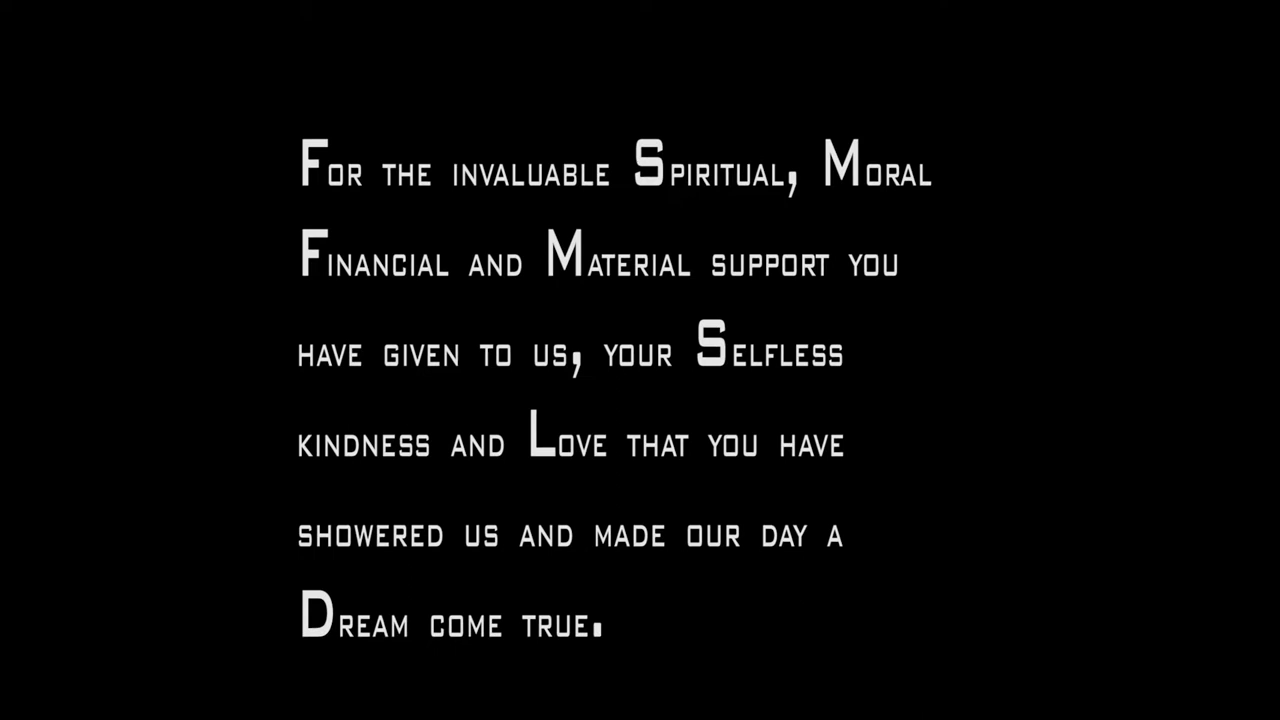 For the invaluable Spiritual, Moral
Financial and Material support you
have given to us, your Selfless
kindness and Love that you have
showered us and made our day a
Dream come true.